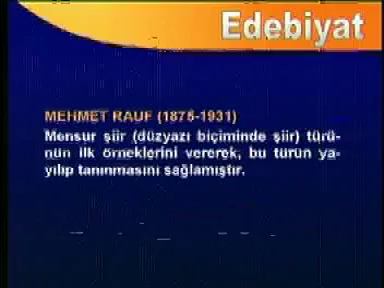 Edebiyat
MEHMET RAUF (1875-1931)
Mensur şiir (düzyazı biçiminde şiir) türü-
nün ilk örneklerini vererek, bu türün ya-
yılıp tanınmasını sağlamıştır.